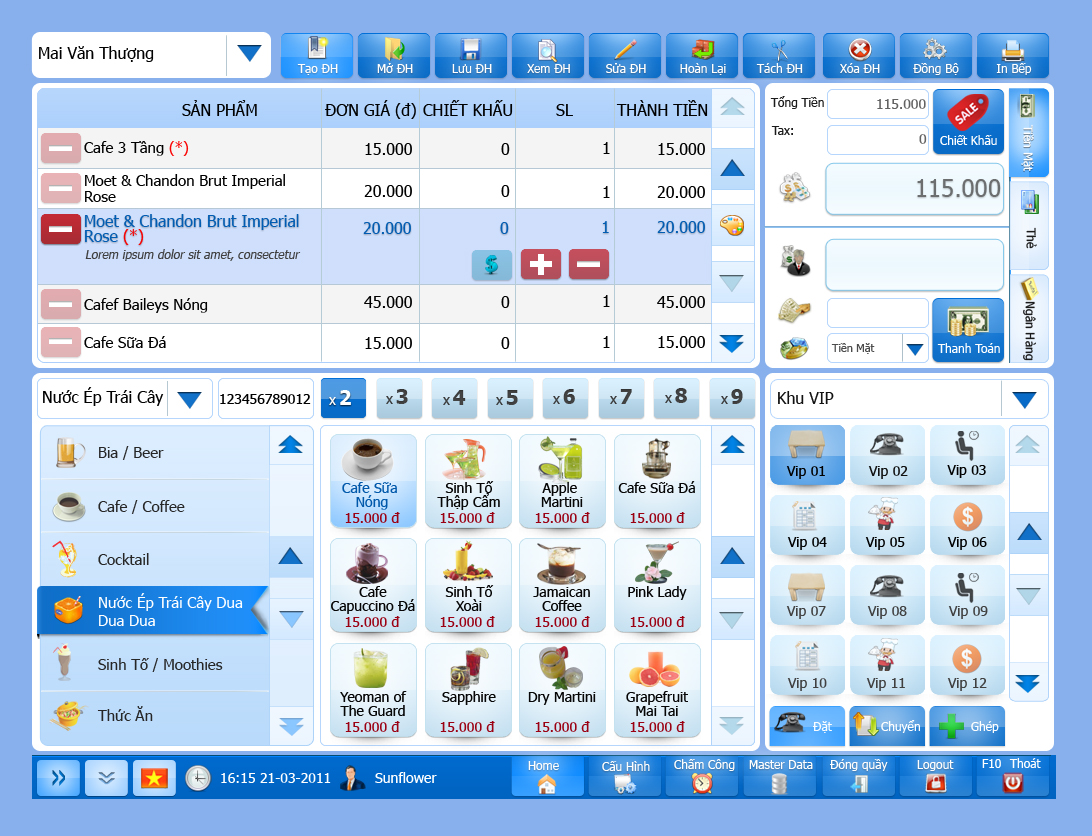 Mai Văn Thượng
Tạo ĐH
Mở ĐH
Lưu ĐH
Xem ĐH
Sửa ĐH
Hoàn Lại
Tách ĐH
Xóa ĐH
Đồng Bộ
In Bếp
SẢN PHẨM ĐƠN GIÁ (đ) CHIẾT KHẤU SL THÀNH TIỀN
Cafe 3 Tầng (*) 15.000 0 1 15.000
Moet & Chandon Brut Imperial
Rose 20.000 0 1 20.000
Moet & Chandon Brut Imperial
Rose (*) 20.000 0 1 20.000
Lorem ipsum dolor sit amet, consectetur
$
Cafef Baileys Nóng 45.000 0 1 45.000
Cafe Sữa Đá 15.000 0 1 15.000
Tổng Tiền 115.000
Tax: 0
SALE
Chiết Khấu
115.000
Tiền Mặt
Thẻ
Ngân Hàng
Tiền Mặt
Thanh Toán
Nước Ép Trái Cây
123456789012
x 2
x 3
x 4
x 5
x 6
x 7
x 8
x 9
Bia / Beer
Cafe / Coffee
Cocktail
Nước Ép Trái Cây Dua
Dua Dua
Sinh Tố / Moothies
Thức Ăn
Cafe Sữa
Nóng
15.000 đ
Sinh Tố
Thập Cẩm
15.000 đ
Apple
Martini
15.000 đ
Cafe Sữa Đá
15.000 đ
Cafe
Capuccino Đá
15.000 đ
Sinh Tố
Xoài
15.000 đ
Jamaican
Coffee
15.000 đ
Pink Lady
15.000 đ
Yeoman of
The Guard
15.000 đ
Sapphire
15.000 đ
Dry Martini
15.000 đ
Grapefruit
Mai Tai
15.000 đ
Khu VIP
Vip 01
Vip 02
Vip 03
Vip 04
Vip 05
Vip 06
Vip 07
Vip 08
Vip 09
Vip 10
Vip 11
Vip 12
Đặt
Chuyển
Ghép
16:15 21-03-2011
Sunflower
Home
Cấu Hình
Chấm Công
Master Data
Đóng quầy
Logout
F10 Thoát